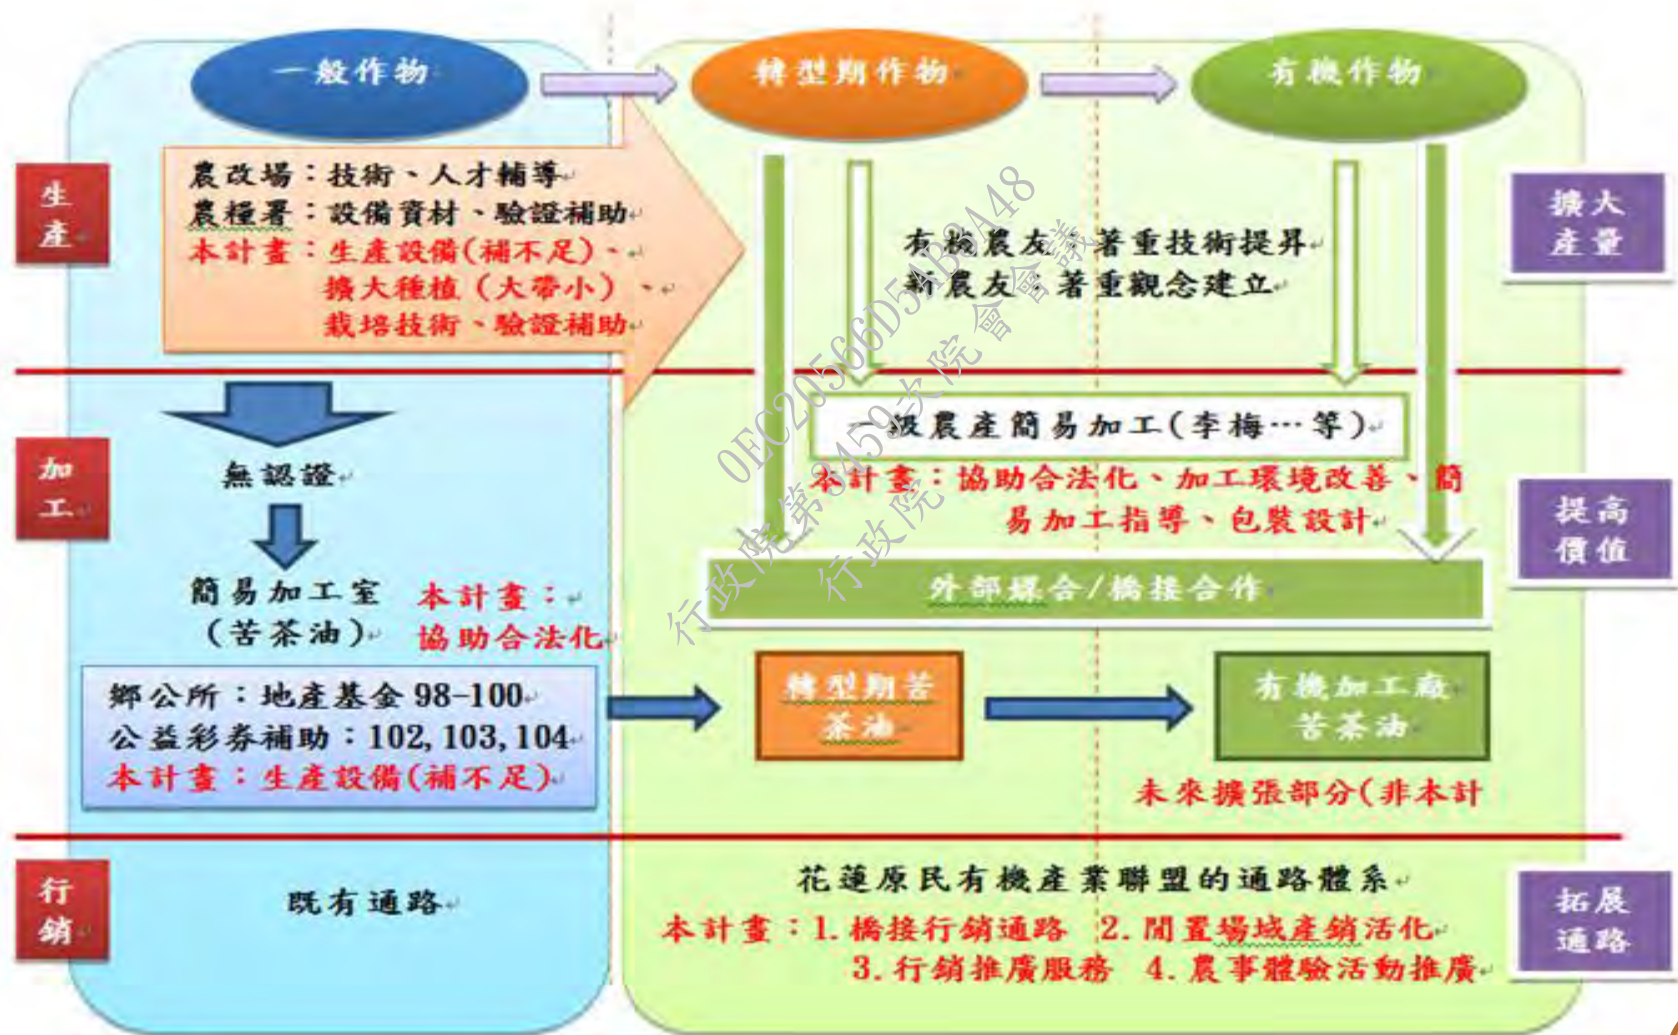 一般作物
轉型期作物
有機作物
生產
農改場：技術、人才輔導
農糧署：設備資材、驗證補助
本計畫：生產設備(補不足)、
擴大種植（大帶小）、
栽培技術、驗證補助
有機農友：著重技術提昇
新農友：著重觀念建立
擴大
產量
加工
無認證
簡易加工室
（苦茶油）
本計畫：
協助合法化
一級農產簡易加工(李梅…等)
本計畫：協助合法化、加工環境改善、簡
易加工指導、包裝設計
外部媒合/橋接合作
提高
價值
鄉公所：地產基金 98-100
公益彩券補助：102,103,104
本計畫：生產設備(補不足)
轉型期苦
茶油
有機加工廠
苦茶油
未來擴張部分(非本計
行銷
既有通路
花蓮原民有機產業聯盟的通路體系
本計畫：1.橋接行銷通路 2.閒置場域產銷活化
3.行銷推廣服務 4.農事體驗活動推廣
拓展
通路
行政院第3459次院會會議
行政院